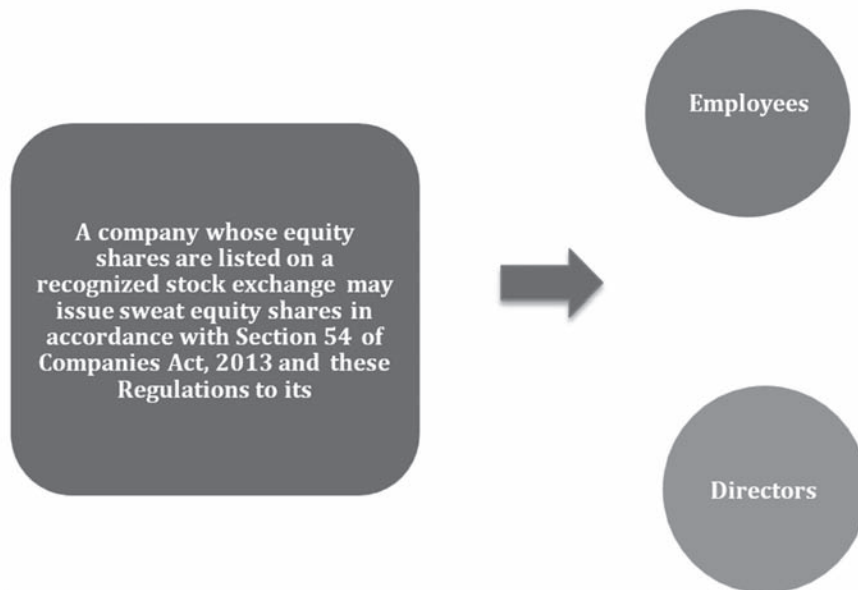 A company whose equity
shares are listed on a
recognized stock exchange may
issue sweat equity shares in
accordance with Section 54 of
Companies Act, 2013 and these
Regulations to its
Employees
Directors